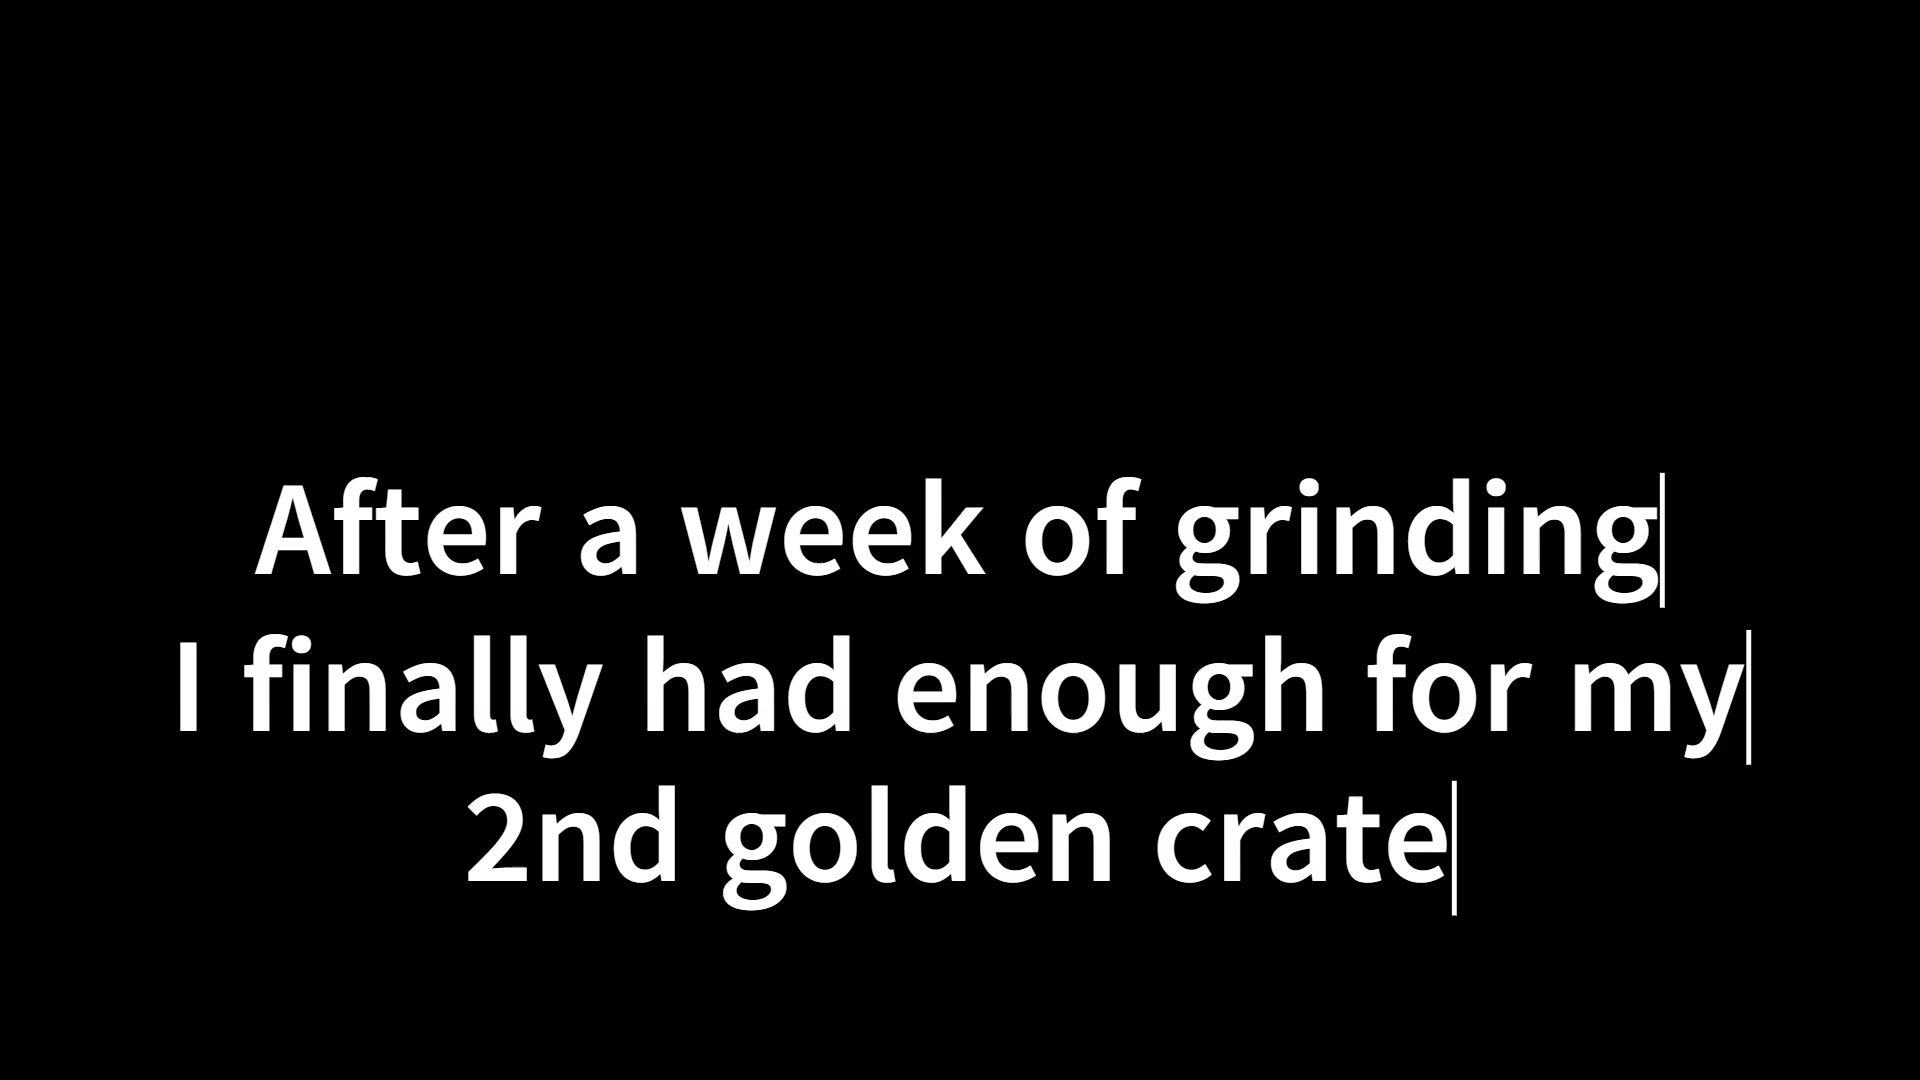 After a week of grinding
I finally had enough for my
2nd golden crate